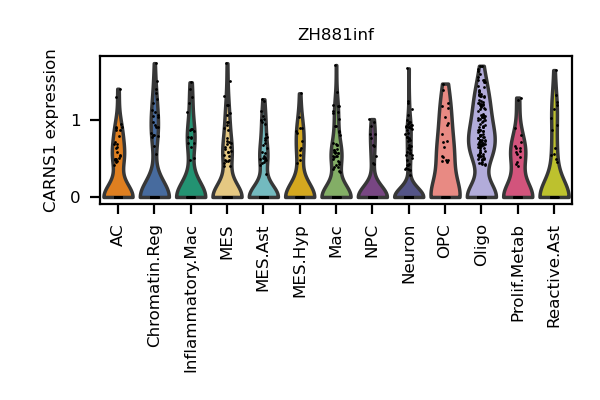 ZH881inf
CARNS1 expression
1
0
AC
Chromatin.Reg
Inflammatory.Mac
MES
MES.Ast
MES.Hyp
Mac
NPC
Neuron
OPC
Oligo
Prolif.Metab
Reactive.Ast